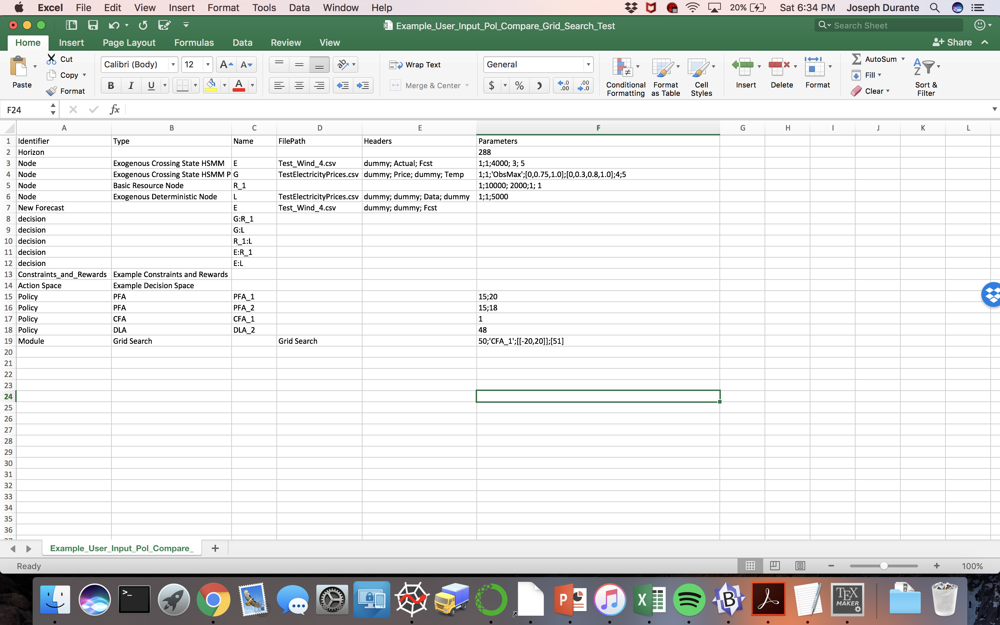 Excel File Edit View Insert Format Tools Data Window Help 20% Sat 6:34 PM Joseph Durante
Example_User_Input_Pol_Compare_Grid_Search_Test Search Sheet
Home Insert Page Layout Formulas Data Review View Share
Paste Cut Copy Format
Calibri (Body) 12 A A
B I U A
ab Wrap Text
Merge & Center
General
$ % ) .0 .00 .00 .0
Conditional Formatting Format as Table Cell Styles Insert Delete Format
AutoSum Fill Clear A Z Sort & Filter
F24 fx
A B C D E F G H I J K L
1 Identifier Type Name FilePath Headers Parameters
2 Horizon 288
3 Node Exogenous Crossing State HSMM E Test_Wind_4.csv dummy; Actual; Fcst 1;1;4000; 3; 5
4 Node Exogenous Crossing State HSMM P G TestElectricityPrices.csv dummy; Price; dummy; Temp 1;1;'ObsMax';[0,0.75,1.0];[0,0.3,0.8,1.0];4;5
5 Node Basic Resource Node R_1 1;10000; 2000;1; 1
6 Node Exogenous Deterministic Node L TestElectricityPrices.csv dummy; dummy; Data; dummy 1;1;5000
7 New Forecast E Test_Wind_4.csv dummy; dummy; Fcst
8 decision G:R_1
9 decision G:L
10 decision R_1:L
11 decision E:R_1
12 decision E:L
13 Constraints_and_Rewards Example Constraints and Rewards
14 Action Space Example Decision Space
15 Policy PFA PFA_1 15;20
16 Policy PFA PFA_2 15;18
17 Policy CFA CFA_1 1
18 Policy DLA DLA_2 48
19 Module Grid Search Grid Search 50;'CFA_1';[[-20,20]];[51]
20
21
22
23
24
25
26
27
28
29
30
31
32
33
34
35
36
Example_User_Input_Pol_Compare_ +
Ready 100%
>_ P X B TEX MAKER